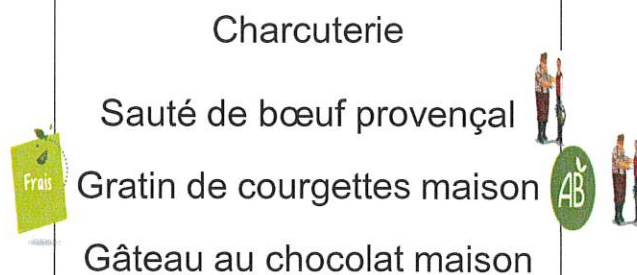 Charcuterie
Sauté de bœuf provençal
Frais
Gratin de courgettes maison AB
Gâteau au chocolat maison